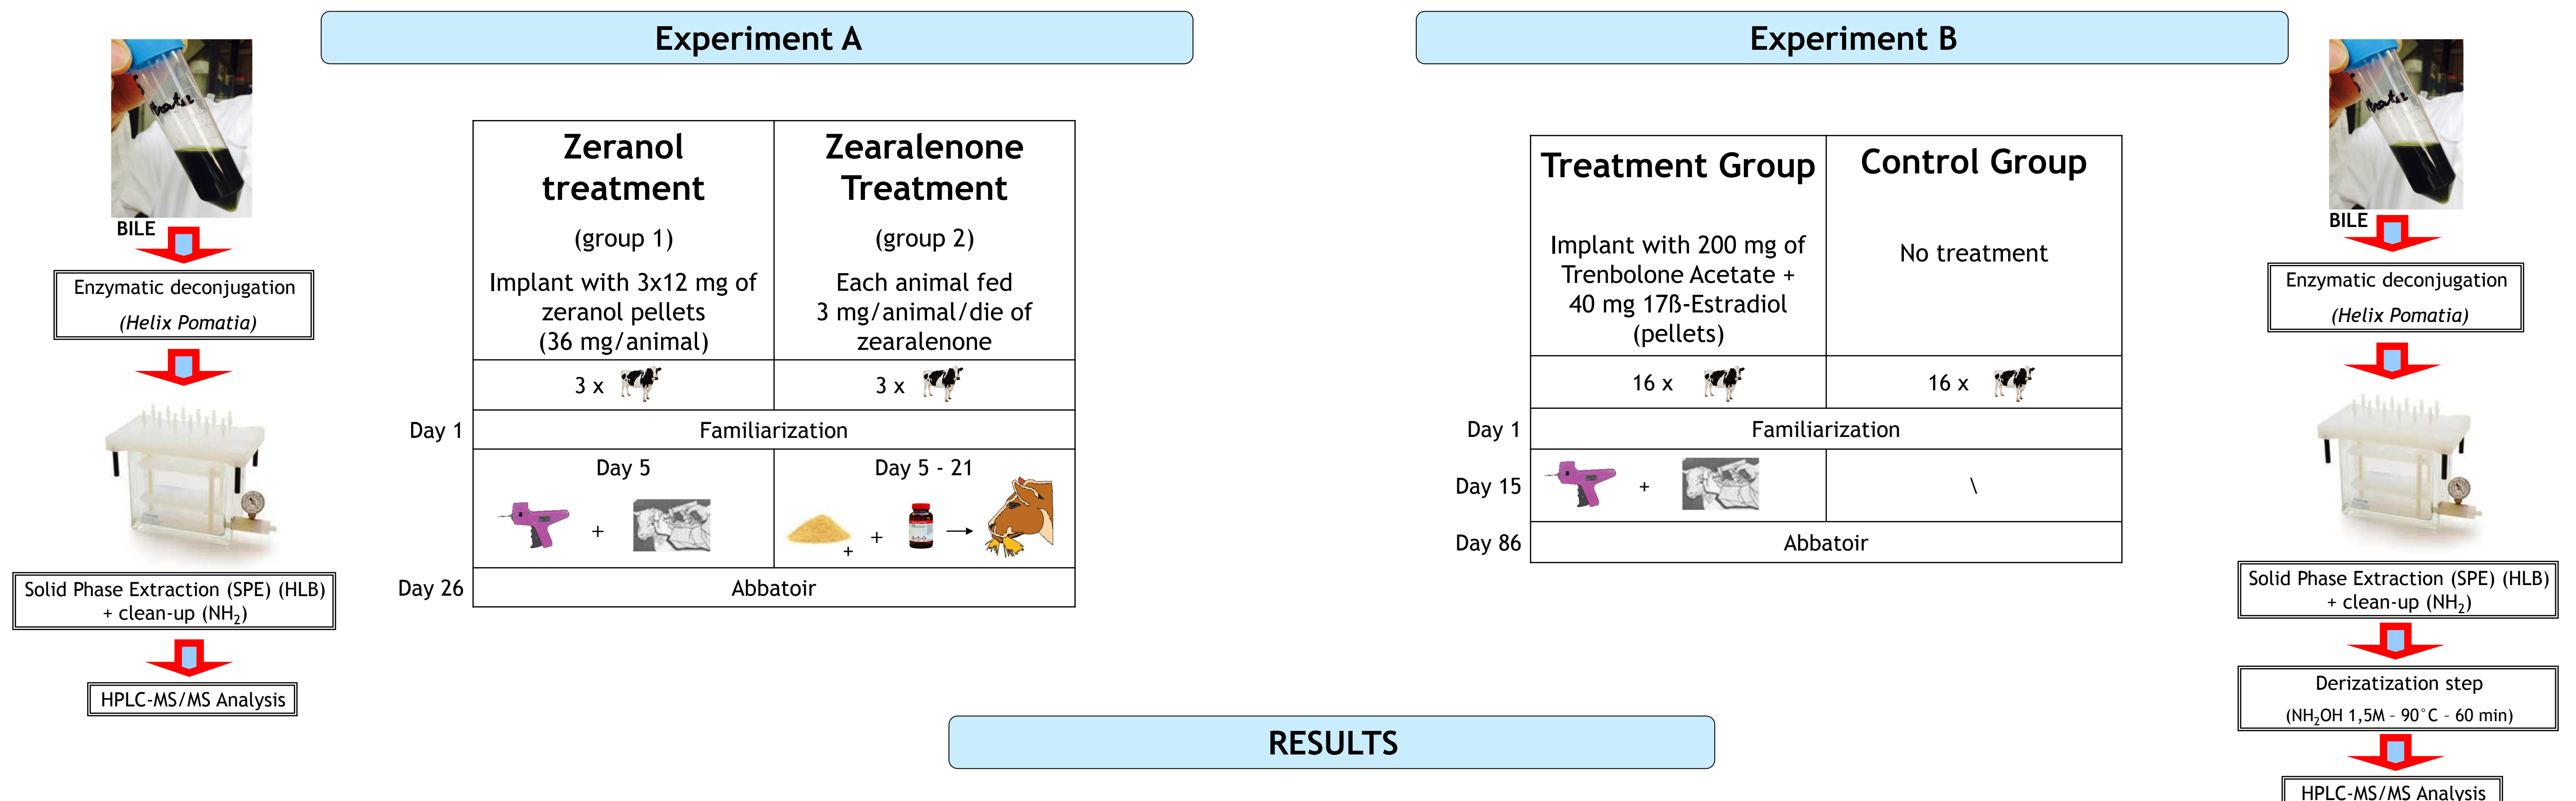 Experiment A
Experiment B
BILE
Enzymatic deconjugation
(Helix Pomatia)
Solid Phase Extraction (SPE) (HLB)
+ clean-up (NH₂)
HPLC-MS/MS Analysis
Zeranol
treatment
(group 1)
Implant with 3x12 mg of
zeranol pellets
(36 mg/animal)
Zearalenone
Treatment
(group 2)
Each animal fed
3 mg/animal/die of
zearalenone
3 x
3 x
Day 1
Familiarization
Day 5
+
Day 5 - 21
+
+
Day 26
Abbatoir
Treatment Group
Implant with 200 mg of
Trenbolone Acetate +
40 mg 17ß-Estradiol
(pellets)
Control Group
No treatment
16 x
16 x
Day 1
Familiarization
Day 15
+
\
Day 86
Abbatoir
BILE
Enzymatic deconjugation
(Helix Pomatia)
Solid Phase Extraction (SPE) (HLB)
+ clean-up (NH₂)
Derizatization step
(NH₂OH 1,5M – 90°C – 60 min)
HPLC-MS/MS Analysis
RESULTS